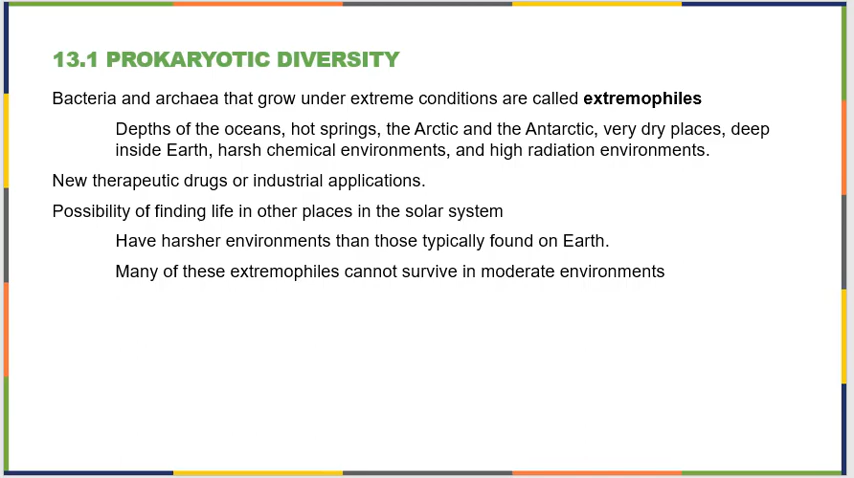 13.1 PROKARYOTIC DIVERSITY
Bacteria and archaea that grow under extreme conditions are called extremophiles
Depths of the oceans, hot springs, the Arctic and the Antarctic, very dry places, deep
inside Earth, harsh chemical environments, and high radiation environments.
New therapeutic drugs or industrial applications.
Possibility of finding life in other places in the solar system
Have harsher environments than those typically found on Earth.
Many of these extremophiles cannot survive in moderate environments